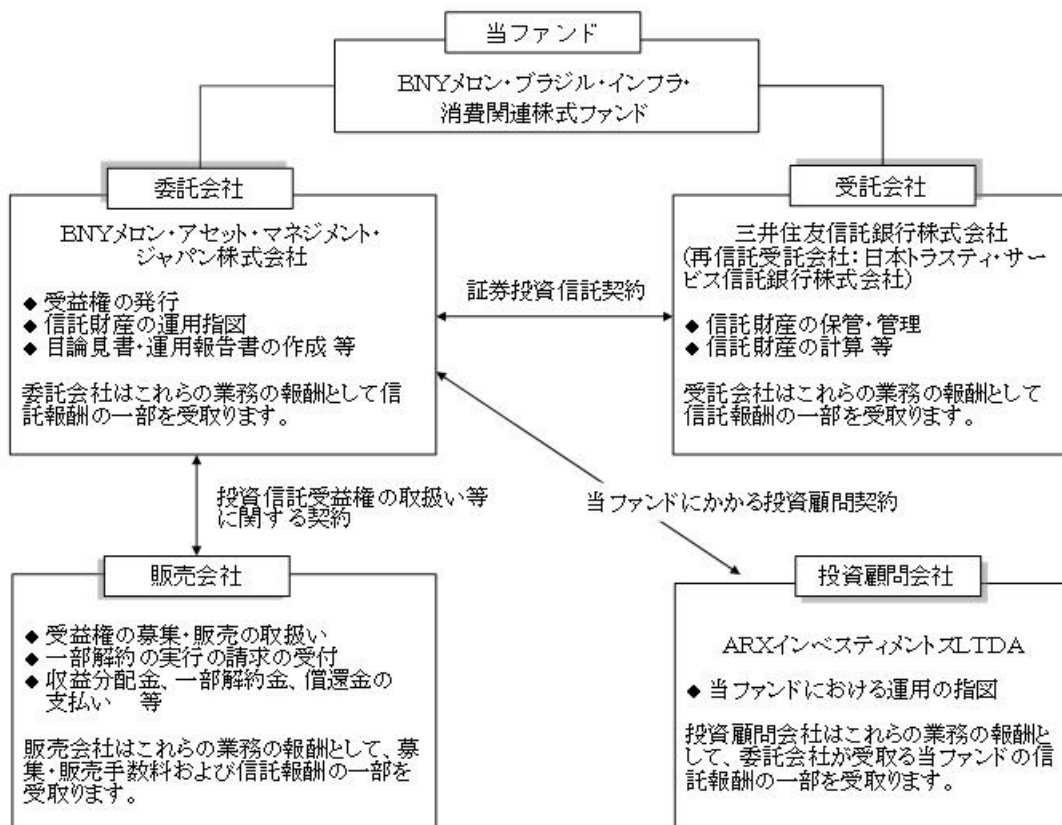 当ファンド
BNYメロン・ブラジル・インフラ・
消費関連株式ファンド
委託会社
BNYメロン・アセット・マネジメント・
ジャパン株式会社
◆ 受益権の発行
◆ 信託財産の運用指図
◆ 目論見書・運用報告書の作成 等
委託会社はこれらの業務の報酬として信
託報酬の一部を受取ります。
証券投資信託契約
受託会社
三井住友信託銀行株式会社
(再信託受託会社：日本トラスティ・サー
ビス信託銀行株式会社)
◆ 信託財産の保管・管理
◆ 信託財産の計算 等
受託会社はこれらの業務の報酬として
信託報酬の一部を受取ります。
投資信託受益権の取扱い等
に関する契約
当ファンドにかかる投資顧問契約
販売会社
◆ 受益権の募集・販売の取扱い
◆ 一部解約の実行の請求の受付
◆ 収益分配金、一部解約金、償還金の
支払い 等
販売会社はこれらの業務の報酬として、募
集・販売手数料および信託報酬の一部を
受取ります。
投資顧問会社
ARXインベスティメントズLTDA
◆ 当ファンドにおける運用の指図
投資顧問会社はこれらの業務の報酬と
して、委託会社が受取る当ファンドの信
託報酬の一部を受取ります。